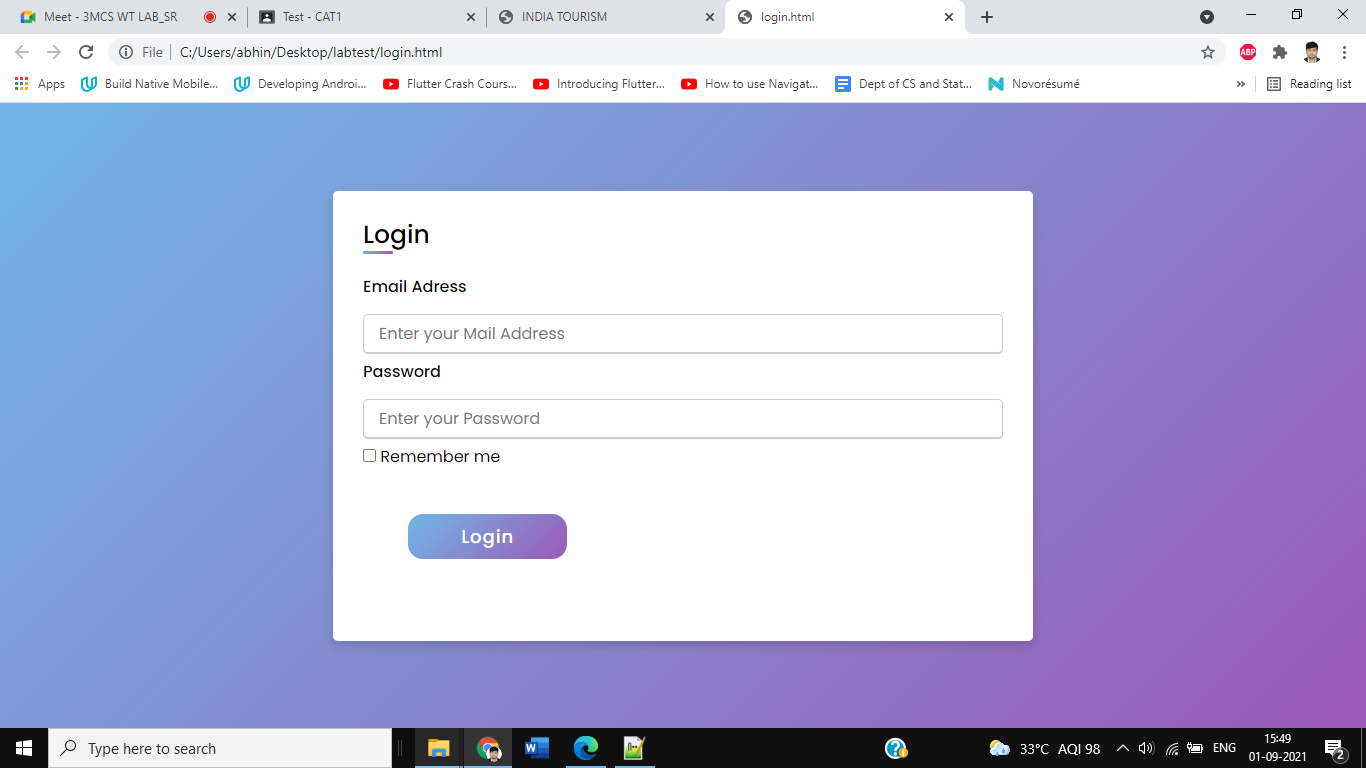 Meet - 3MCS WT LAB_SR
Test - CAT1
INDIA TOURISM
login.html
File
C:/Users/abhin/Desktop/labtest/login.html
ABP
Apps
Build Native Mobile...
Developing Androi...
Flutter Crash Cours...
Introducing Flutter...
How to use Navigat...
Dept of CS and Stat...
Novorésumé
»
Reading list
Login
Email Adress
Enter your Mail Address
Password
Enter your Password
Remember me
Login
Type here to search
33°C AQI 98
ENG
15:49
01-09-2021
2